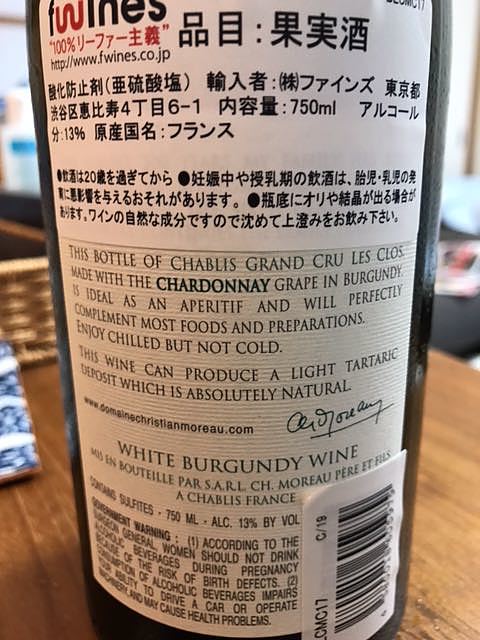 fwines
"100%リーファー主義"
http://www.fwines.co.jp
品目:果実酒
酸化防止剤(亜硫酸塩) 輸入者:㈱ファインズ 東京都
渋谷区恵比寿4丁目6-1 内容量:750ml アルコール
分:13% 原産国名:フランス
●飲酒は20歳を過ぎてから ●妊娠中や授乳期の飲酒は、胎児・乳児の発
育に悪影響を与えるおそれがあります。 ●瓶底にオリや結晶が出る場合が
あります。ワインの自然な成分ですので沈めて上澄みをお飲み下さい。
THIS BOTTLE OF CHABLIS GRAND CRU LES CLOS,
MADE WITH THE CHARDONNAY GRAPE IN BURGUNDY,
IS IDEAL AS AN APERITIF AND WILL PERFECTLY
COMPLEMENT MOST FOODS AND PREPARATIONS.
ENJOY CHILLED BUT NOT COLD.
THIS WINE CAN PRODUCE A LIGHT TARTARIC
DEPOSIT WHICH IS ABSOLUTELY NATURAL
www.domainechristianmoreau.com
WHITE BURGUNDY WINE
MIS EN BOUTEILLE PAR S.A.R.L. CH. MOREAU PÈRE ET FILS
A CHABLIS FRANCE
CONTAINS SULFITES - 750 ML - ALC. 13% BY VOL
GOVERNMENT WARNING : (1) ACCORDING TO THE
SURGEON GENERAL, WOMEN SHOULD NOT DRINK
ALCOHOLIC BEVERAGES DURING PREGNANCY
BECAUSE OF THE RISK OF BIRTH DEFECTS. (2)
CONSUMPTION OF ALCOHOLIC BEVERAGES IMPAIRS
YOUR ABILITY TO DRIVE A CAR OR OPERATE
MACHINERY, AND MAY CAUSE HEALTH PROBLEMS.
C/19